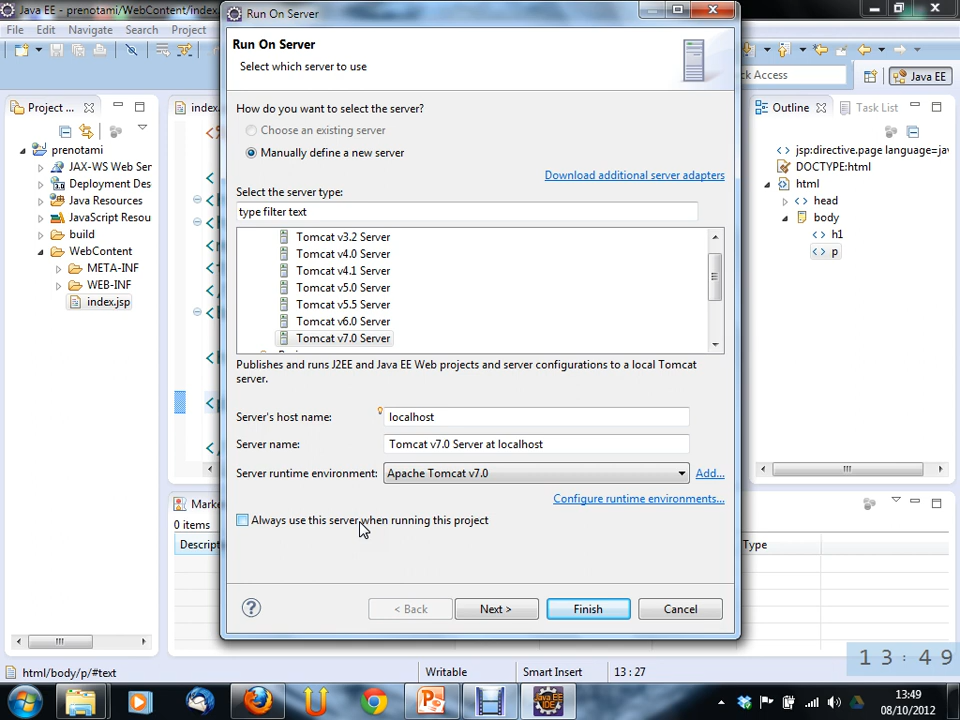 Java EE - prenotami/WebContent/index.
Run On Server
File Edit Navigate Search Project
Run On Server
Select which server to use
ck Access
Java EE
Project ...
index.
Outline
Task List
How do you want to select the server?
Choose an existing server
Manually define a new server
Download additional server adapters
Select the server type:
type filter text
Tomcat v3.2 Server
Tomcat v4.0 Server
Tomcat v4.1 Server
Tomcat v5.0 Server
Tomcat v5.5 Server
Tomcat v6.0 Server
Tomcat v7.0 Server
Publishes and runs J2EE and Java EE Web projects and server configurations to a local Tomcat
server.
Server's host name:
localhost
Server name:
Tomcat v7.0 Server at localhost
Server runtime environment:
Apache Tomcat v7.0
Add...
Configure runtime environments...
Always use this server when running this project
< Back
Next >
Finish
Cancel
prenotami
JAX-WS Web Ser
Deployment Des
Java Resources
JavaScript Resou
build
WebContent
META-INF
WEB-INF
index.jsp
jsp:directive.page language=jav
DOCTYPE:html
html
head
body
h1
p
Marke
0 items
Descript
Type
13:49
html/body/p/#text
Writable
Smart Insert
13 : 27
Java EE
IDE
13:49
08/10/2012